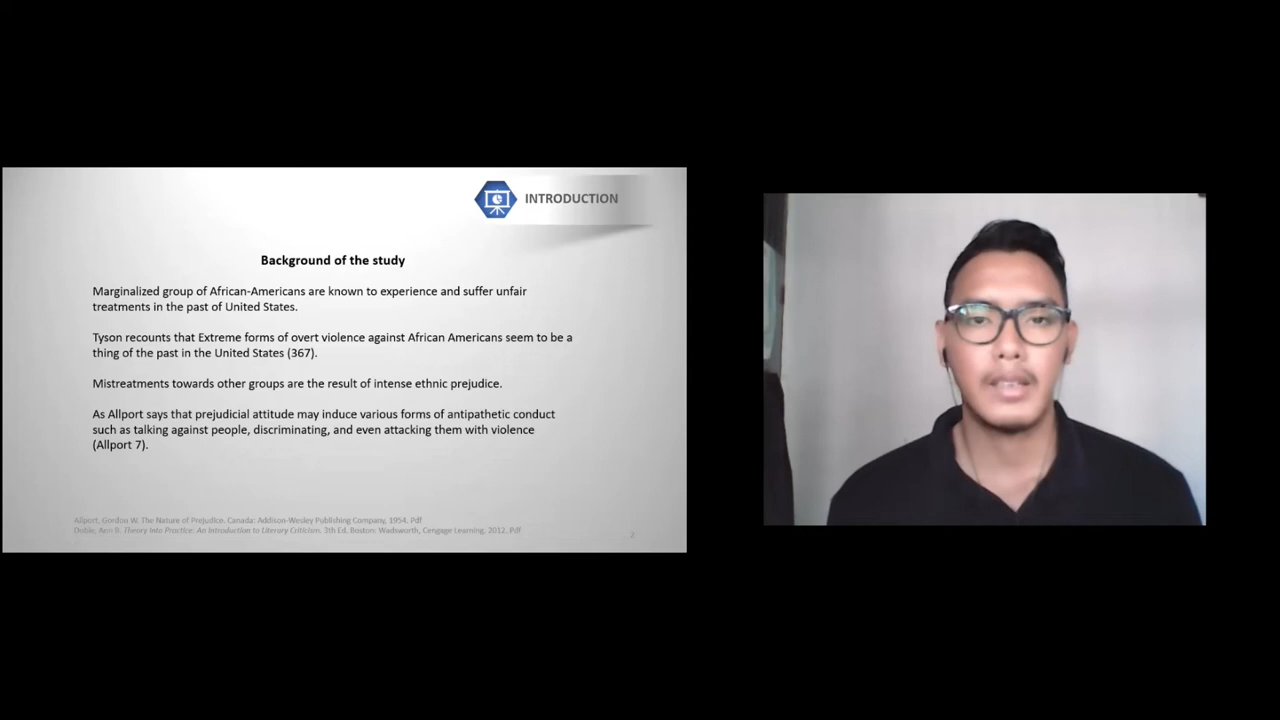 INTRODUCTION
Background of the study
Marginalized group of African-Americans are known to experience and suffer unfair
treatments in the past of United States.
Tyson recounts that Extreme forms of overt violence against African Americans seem to be a
thing of the past in the United States (367).
Mistreatments towards other groups are the result of intense ethnic prejudice.
As Allport says that prejudicial attitude may induce various forms of antipathetic conduct
such as talking against people, discriminating, and even attacking them with violence
(Allport 7).
Allport, Gordon W. The Nature of Prejudice. Canada: Addison-Wesley Publishing Company, 1954. Pdf
Dobie, Ann B. Theory Into Practice: An Introduction to Literary Criticism. 3th Ed. Boston: Wadsworth, Cengage Learning. 2012. Pdf
2